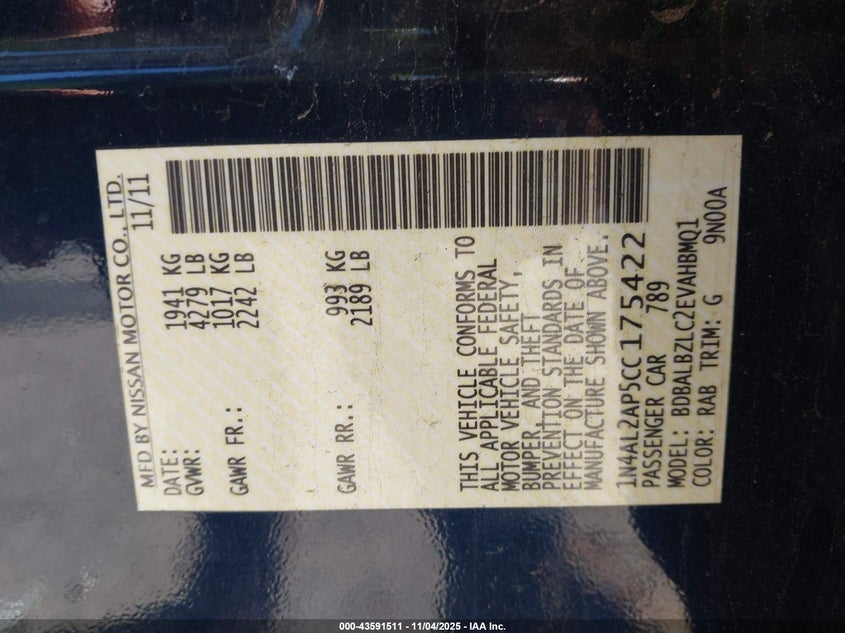 MFD BY NISSAN MOTOR CO., LTD.
DATE: 11/11
GVWR: 1941 KG
4279 LB
GAWR FR.: 1017 KG
2242 LB
GAWR RR.: 993 KG
2189 LB
THIS VEHICLE CONFORMS TO
ALL APPLICABLE FEDERAL
MOTOR VEHICLE SAFETY,
BUMPER, AND THEFT
PREVENTION STANDARDS IN
EFFECT ON THE DATE OF
MANUFACTURE SHOWN ABOVE.
1N4AL2AP5CC175422
PASSENGER CAR 789
MODEL: BDBALBZLC2EVAHBMQ1
COLOR: RAB TRIM: G 9N00A
000-43591511 - 11/04/2025 - IAA Inc.